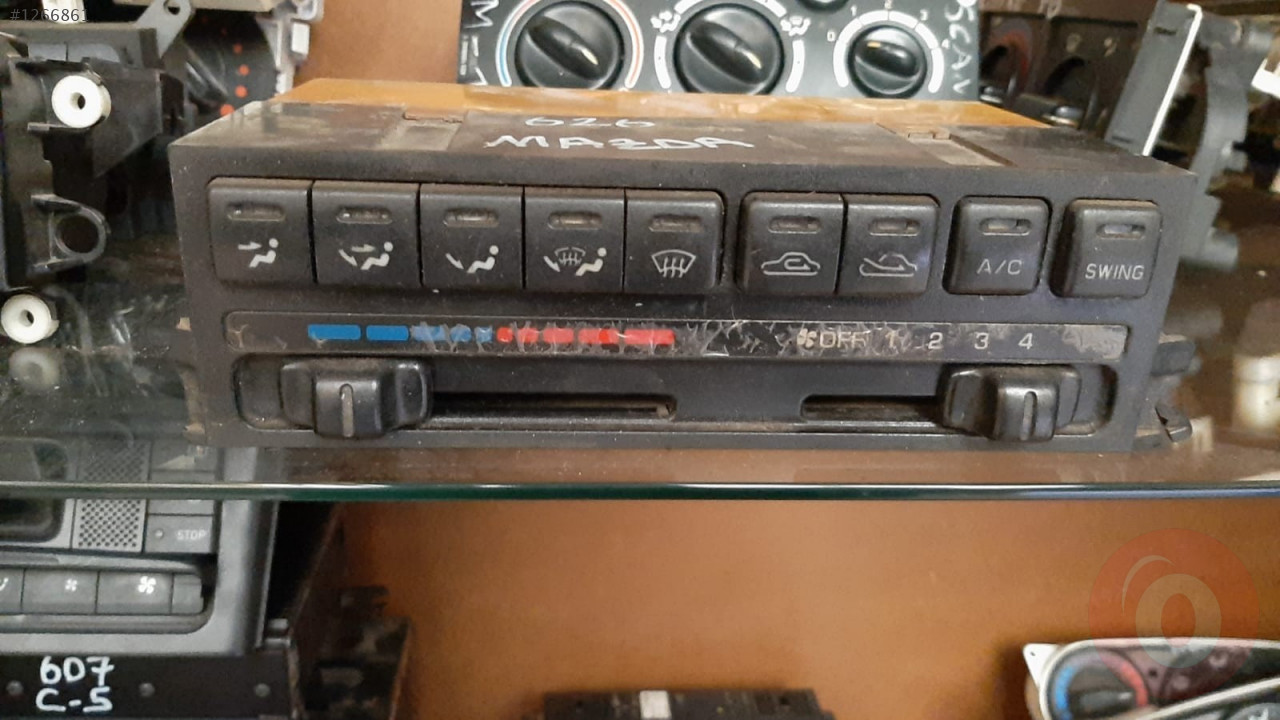 #1266861
626
MAZDA
A/C
SWING
OFF 1 2 3 4
STOP
607
C-5